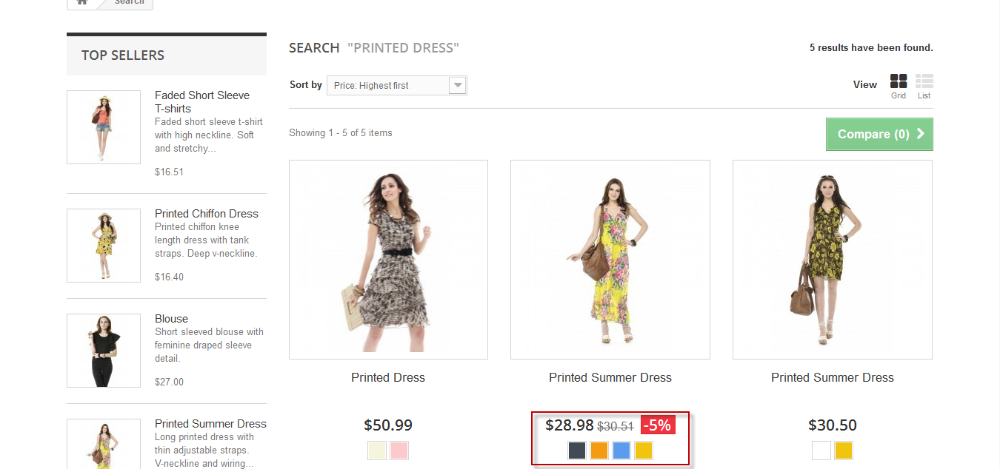 Search
TOP SELLERS
Faded Short Sleeve
T-shirts
Faded short sleeve t-shirt
with high neckline. Soft
and stretchy...
$16.51
Printed Chiffon Dress
Printed chiffon knee
length dress with tank
straps. Deep v-neckline.
$16.40
Blouse
Short sleeved blouse with
feminine draped sleeve
detail.
$27.00
Printed Summer Dress
Long printed dress with
thin adjustable straps.
V-neckline and wiring...
SEARCH "PRINTED DRESS"
5 results have been found.
Sort by Price: Highest first
View Grid List
Showing 1 - 5 of 5 items
Compare (0)
Printed Dress
$50.99
Printed Summer Dress
$28.98 $30.51 -5%
Printed Summer Dress
$30.50